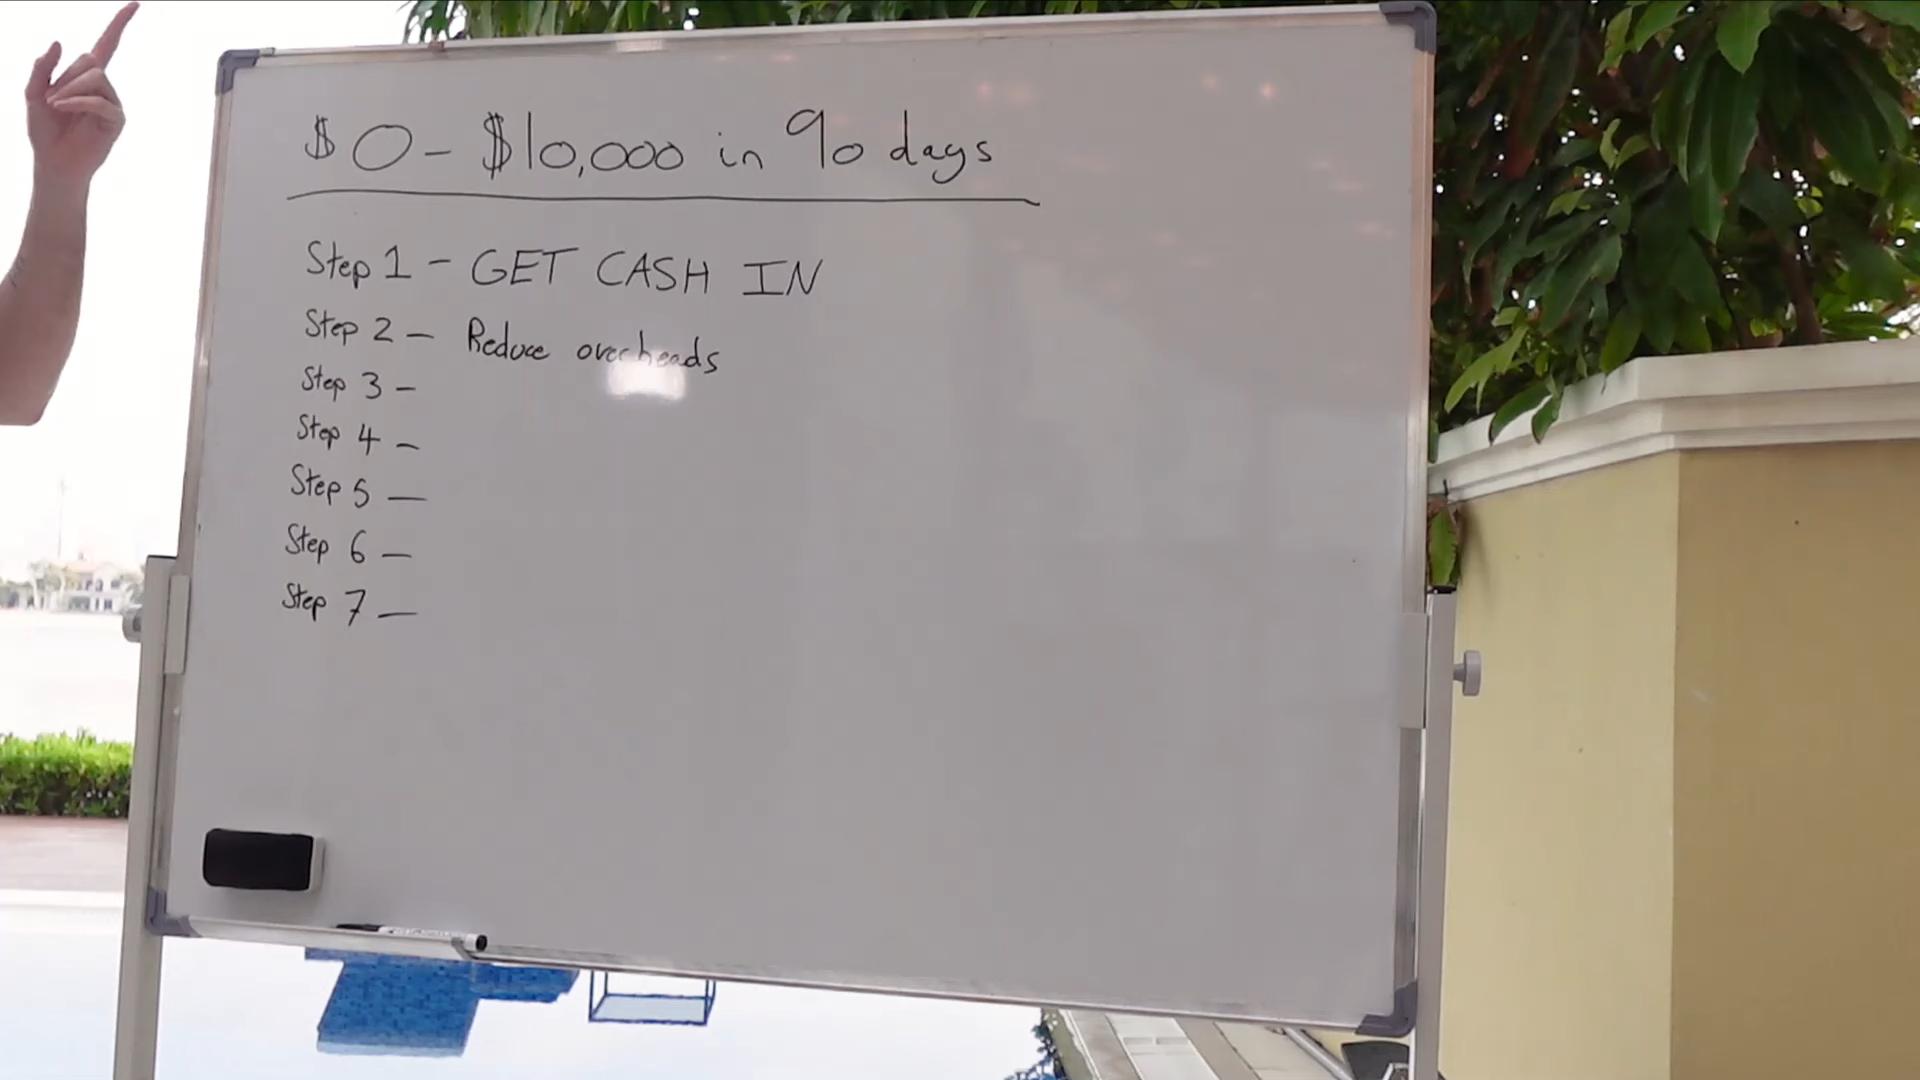 $0 - $10,000 in 90 days
Step 1 - GET CASH IN
Step 2 - Reduce overheads
Step 3 -
Step 4 -
Step 5 -
Step 6 -
Step 7 -